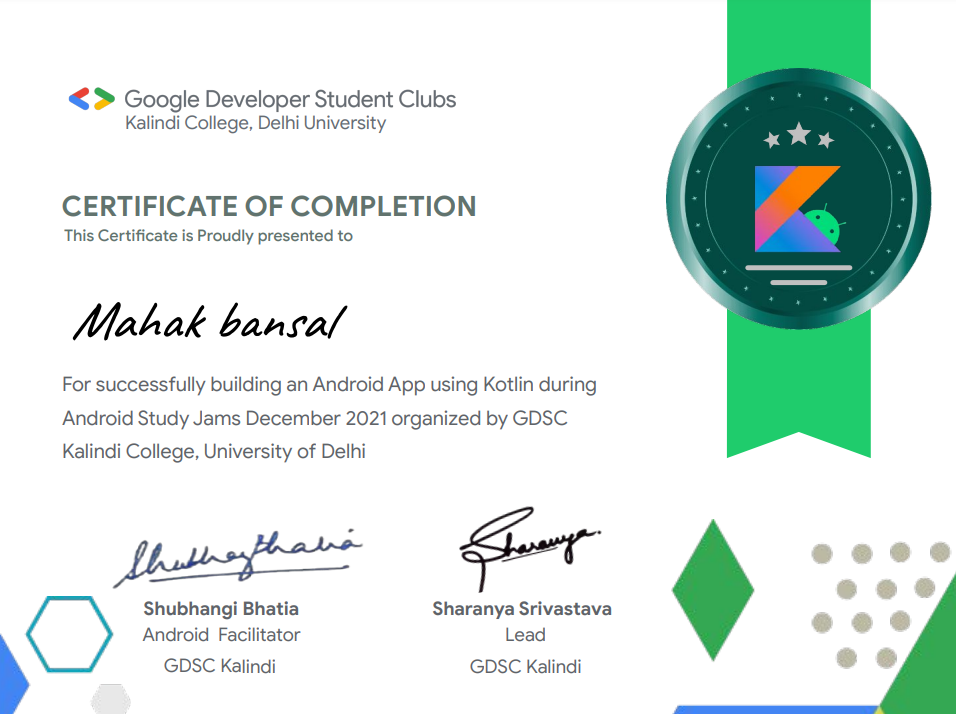 Google Developer Student Clubs
Kalindi College, Delhi University
CERTIFICATE OF COMPLETION
This Certificate is Proudly presented to
Mahak bansal
For successfully building an Android App using Kotlin during
Android Study Jams December 2021 organized by GDSC
Kalindi College, University of Delhi
Shubhangi Bhatia
Sharanya
Shubhangi Bhatia
Android Facilitator
GDSC Kalindi
Sharanya Srivastava
Lead
GDSC Kalindi